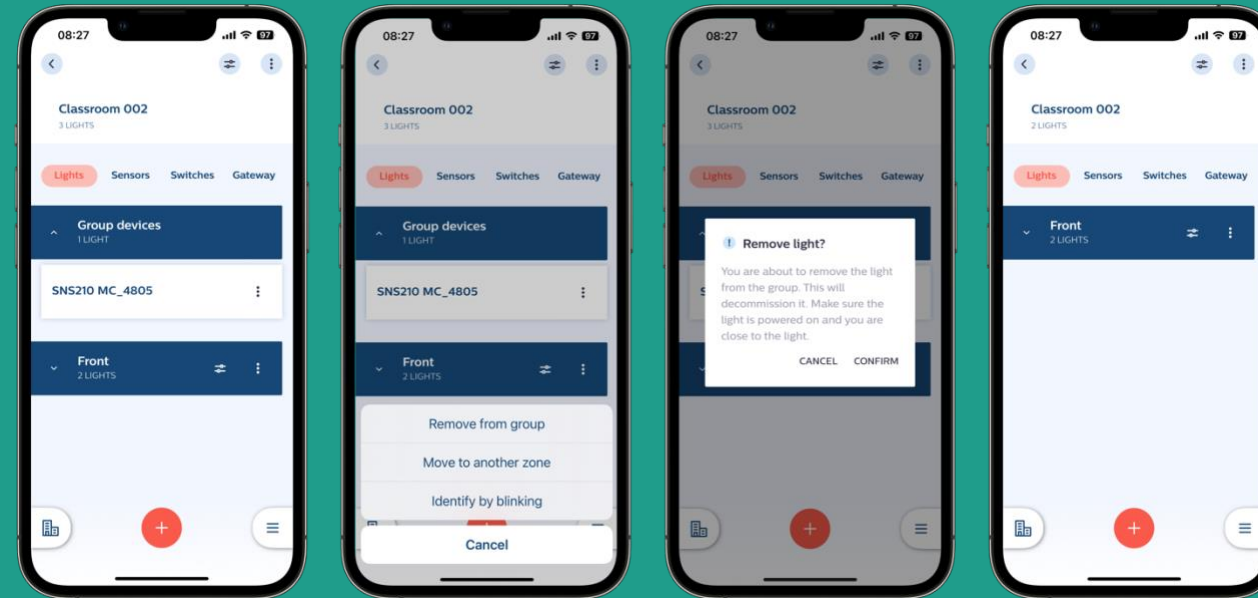 08:27
97
Classroom 002
3 LIGHTS
Lights Sensors Switches Gateway
Group devices
1 LIGHT
SNS210 MC_4805
Front
2 LIGHTS
08:27
97
Classroom 002
3 LIGHTS
Lights Sensors Switches Gateway
Group devices
1 LIGHT
SNS210 MC_4805
Front
2 LIGHTS
Remove from group
Move to another zone
Identify by blinking
Cancel
08:27
97
Classroom 002
3 LIGHTS
Lights Sensors Switches Gateway
Remove light?
You are about to remove the light
from the group. This will
decommission it. Make sure the
light is powered on and you are
close to the light.
CANCEL CONFIRM
08:27
97
Classroom 002
2 LIGHTS
Lights Sensors Switches Gateway
Front
2 LIGHTS